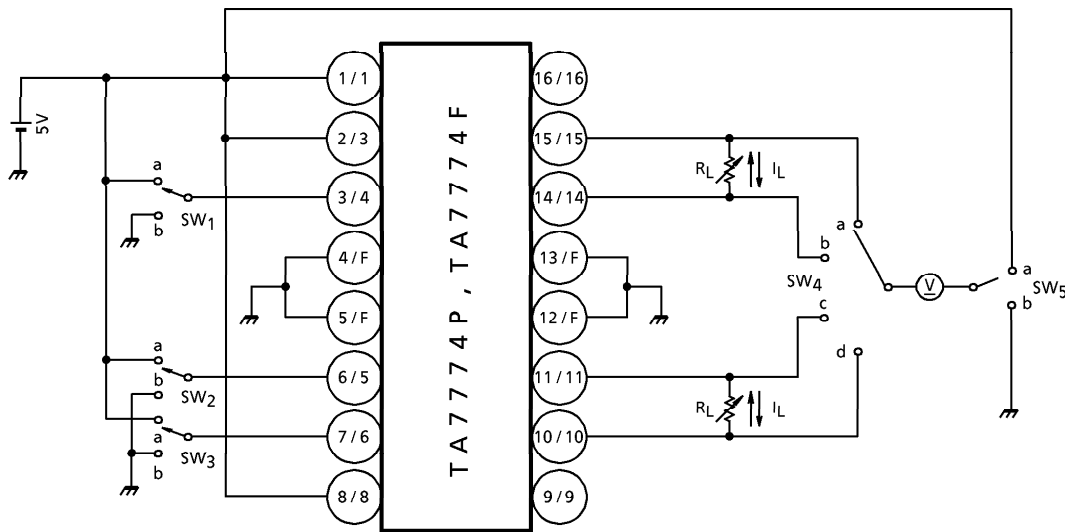 5V
TA7774P, TA7774F
1/1
2/3
3/4
4/F
5/F
6/5
7/6
8/8
16/16
15/15
14/14
13/F
12/F
11/11
10/10
9/9
a
b
SW1
a
b
SW2
a
b
SW3
RL
IL
RL
IL
a
b
SW4
c
d
V
a
SW5
b